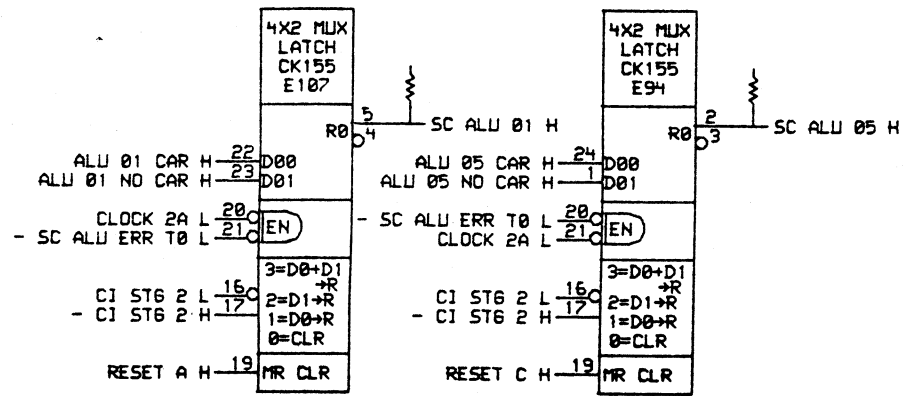 4X2 MUX
LATCH
CK155
E107
R0
5
4
SC ALU 01 H
ALU 01 CAR H 22 D00
ALU 01 NO CAR H 23 D01
CLOCK 2A L 20
EN
- SC ALU ERR T0 L 21
3=D0+D1
→R
CI STG 2 L 16
2=D1→R
- CI STG 2 H 17
1=D0→R
0=CLR
RESET A H 19 MR CLR
4X2 MUX
LATCH
CK155
E94
R0
2
3
SC ALU 05 H
ALU 05 CAR H 24 D00
ALU 05 NO CAR H 1 D01
- SC ALU ERR T0 L 20
EN
CLOCK 2A L 21
3=D0+D1
→R
CI STG 2 L 16
2=D1→R
- CI STG 2 H 17
1=D0→R
0=CLR
RESET C H 19 MR CLR